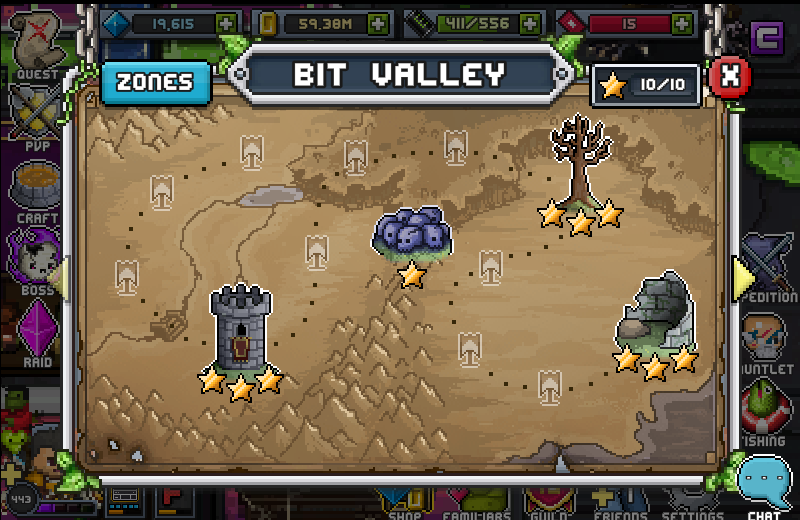 19,615
59.38M
411/556
15
QUEST
ZONES
BIT VALLEY
10/10
X
PVP
CRAFT
BOSS
PEDITION
RAID
UNTLET
ISHING
443
SHOP
FAMILIARS
GUILD
FRIENDS
SETTINGS
CHAT